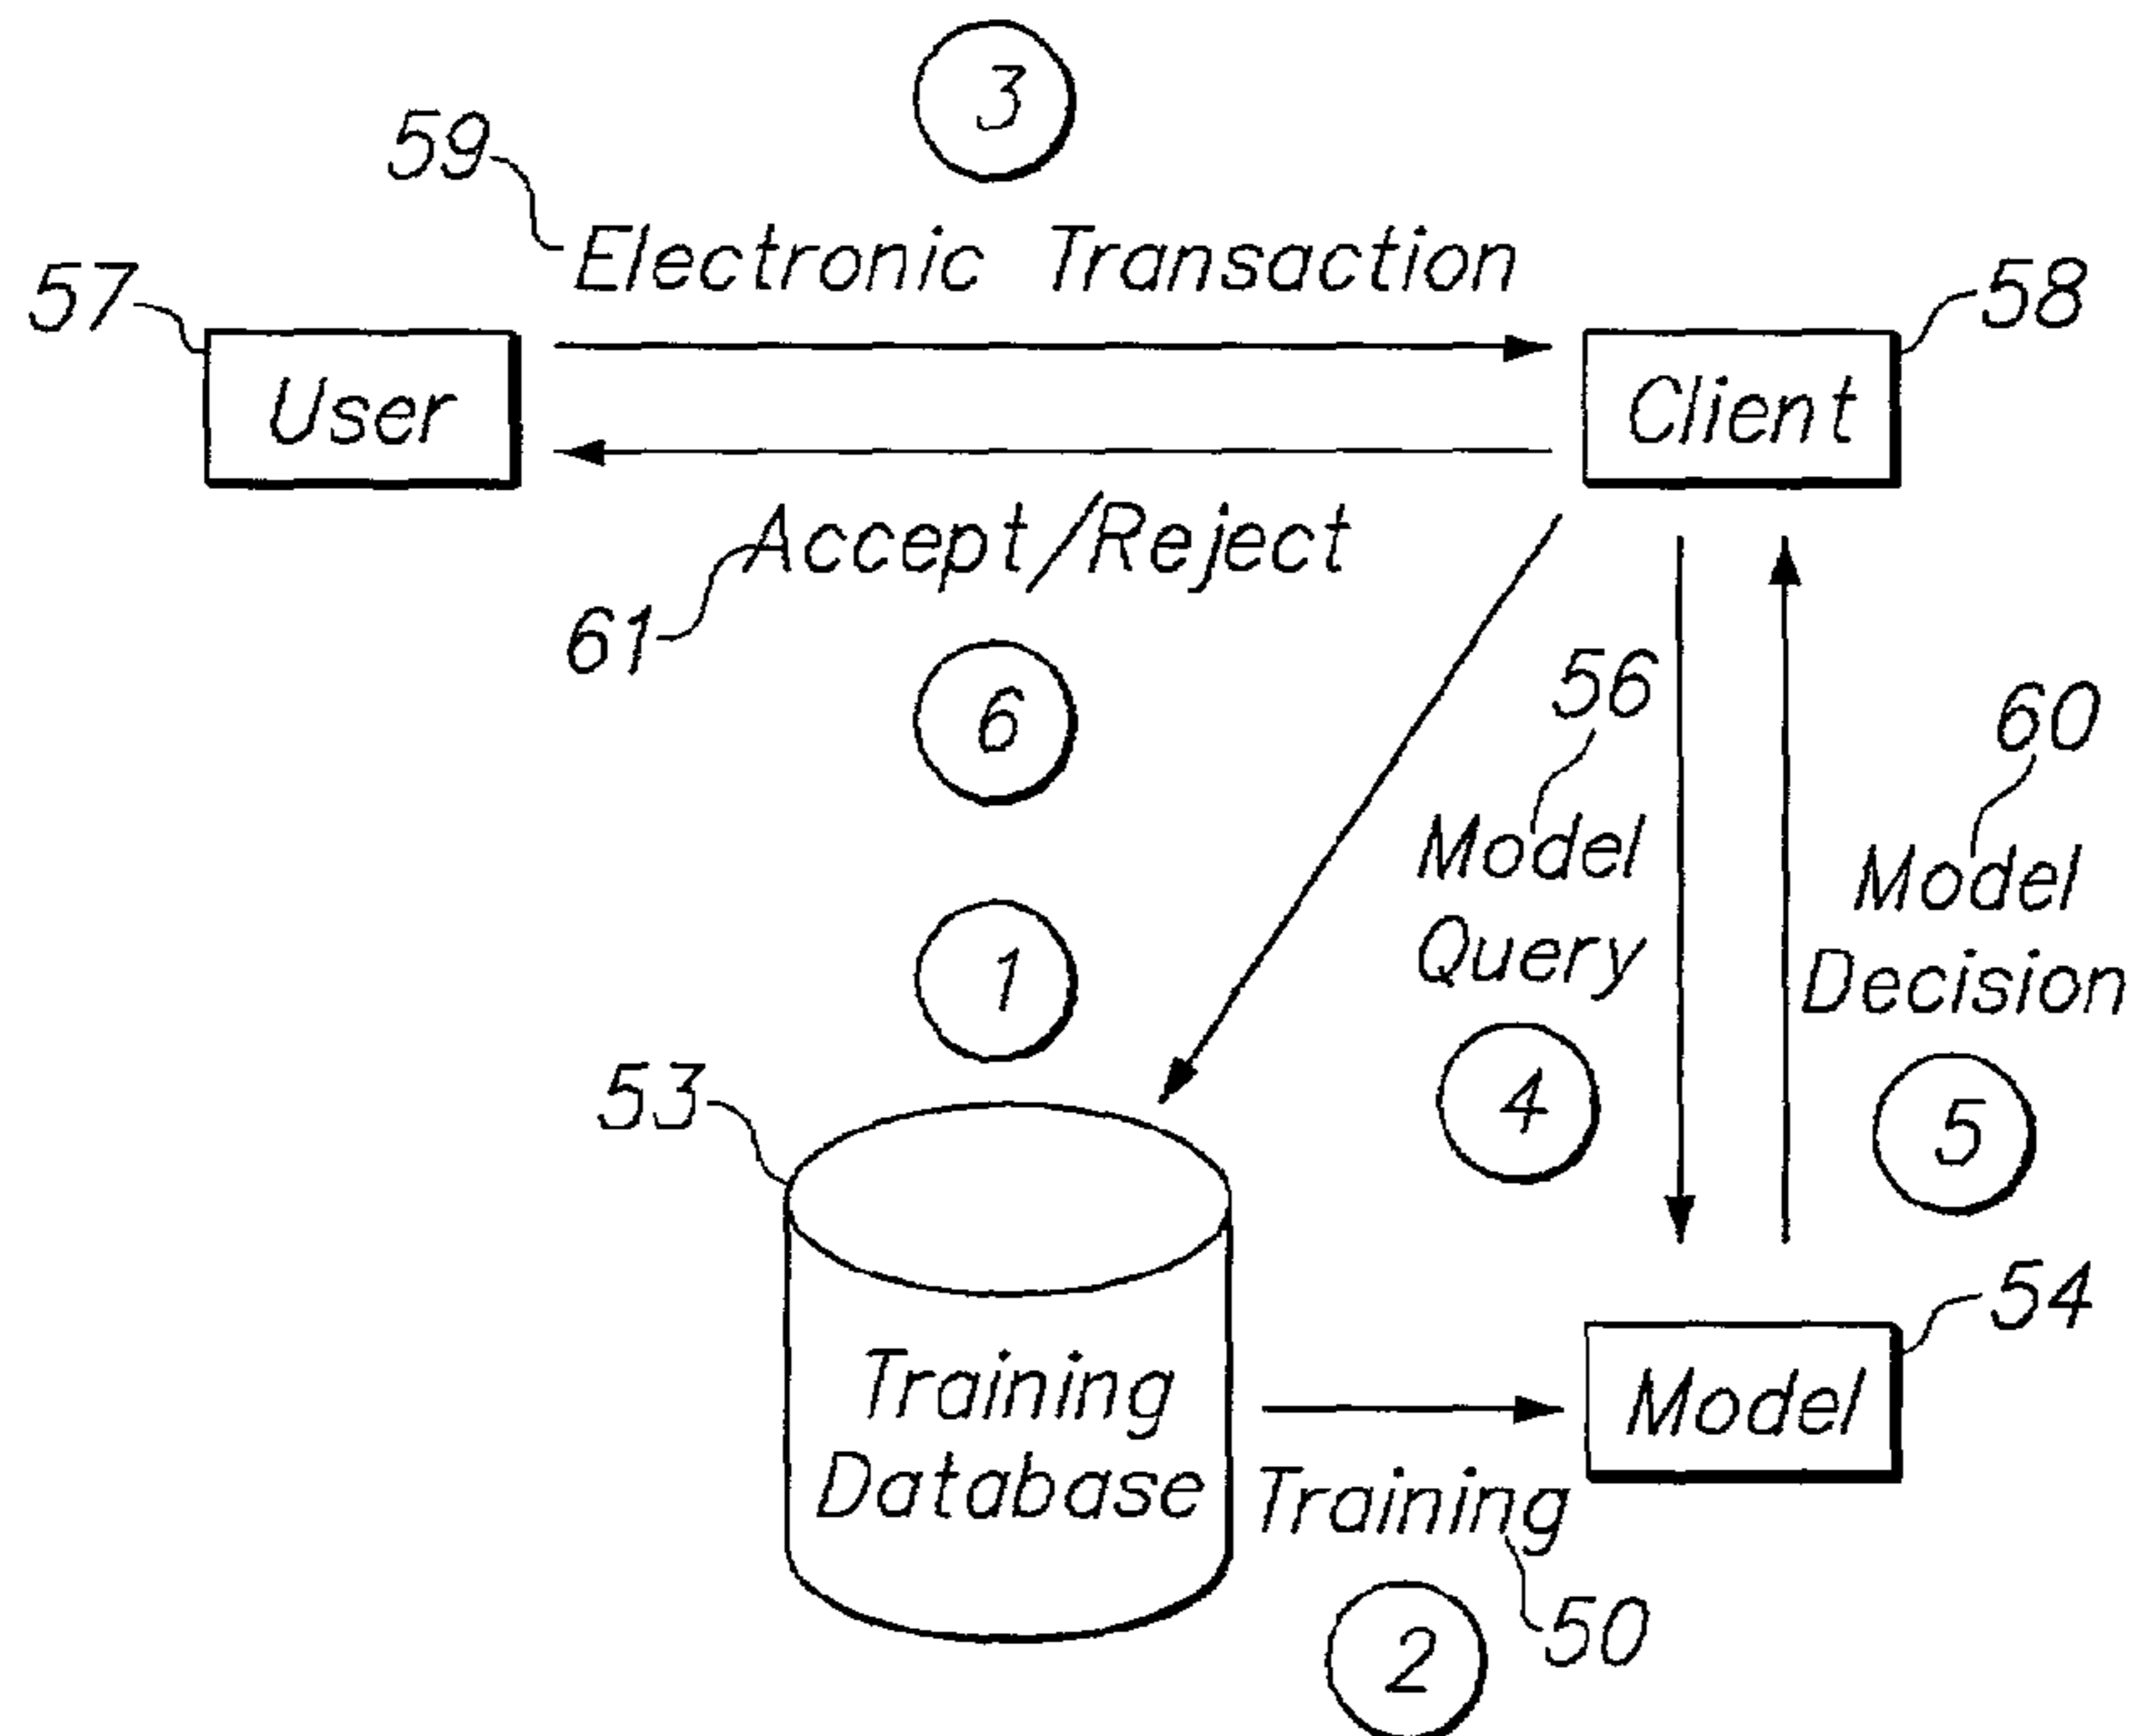 3
59
Electronic Transaction
57
58
User
Client
Accept/Reject
61
6
56
60
Model
Query
Model
Decision
1
4
5
53
54
Training
Database
Model
Training
50
2